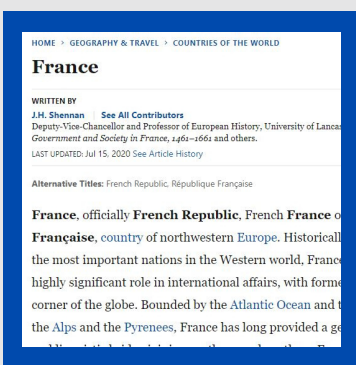 HOME > GEOGRAPHY & TRAVEL > COUNTRIES OF THE WORLD
France
WRITTEN BY
J.H. Shennan | See All Contributors
Deputy-Vice-Chancellor and Professor of European History, University of
Government and Society in France, 1461–1661 and others.
LAST UPDATED: Jul 15, 2020 See Article History
Alternative Titles: French Republic, République Française
France, officially French Republic, French France
Française, country of northwestern Europe.
the most important nations in the Western world, France
highly significant role in international affairs, with
corner of the globe. Bounded by the Atlantic Ocean and
the Alps and the Pyrenees, France has long provided a